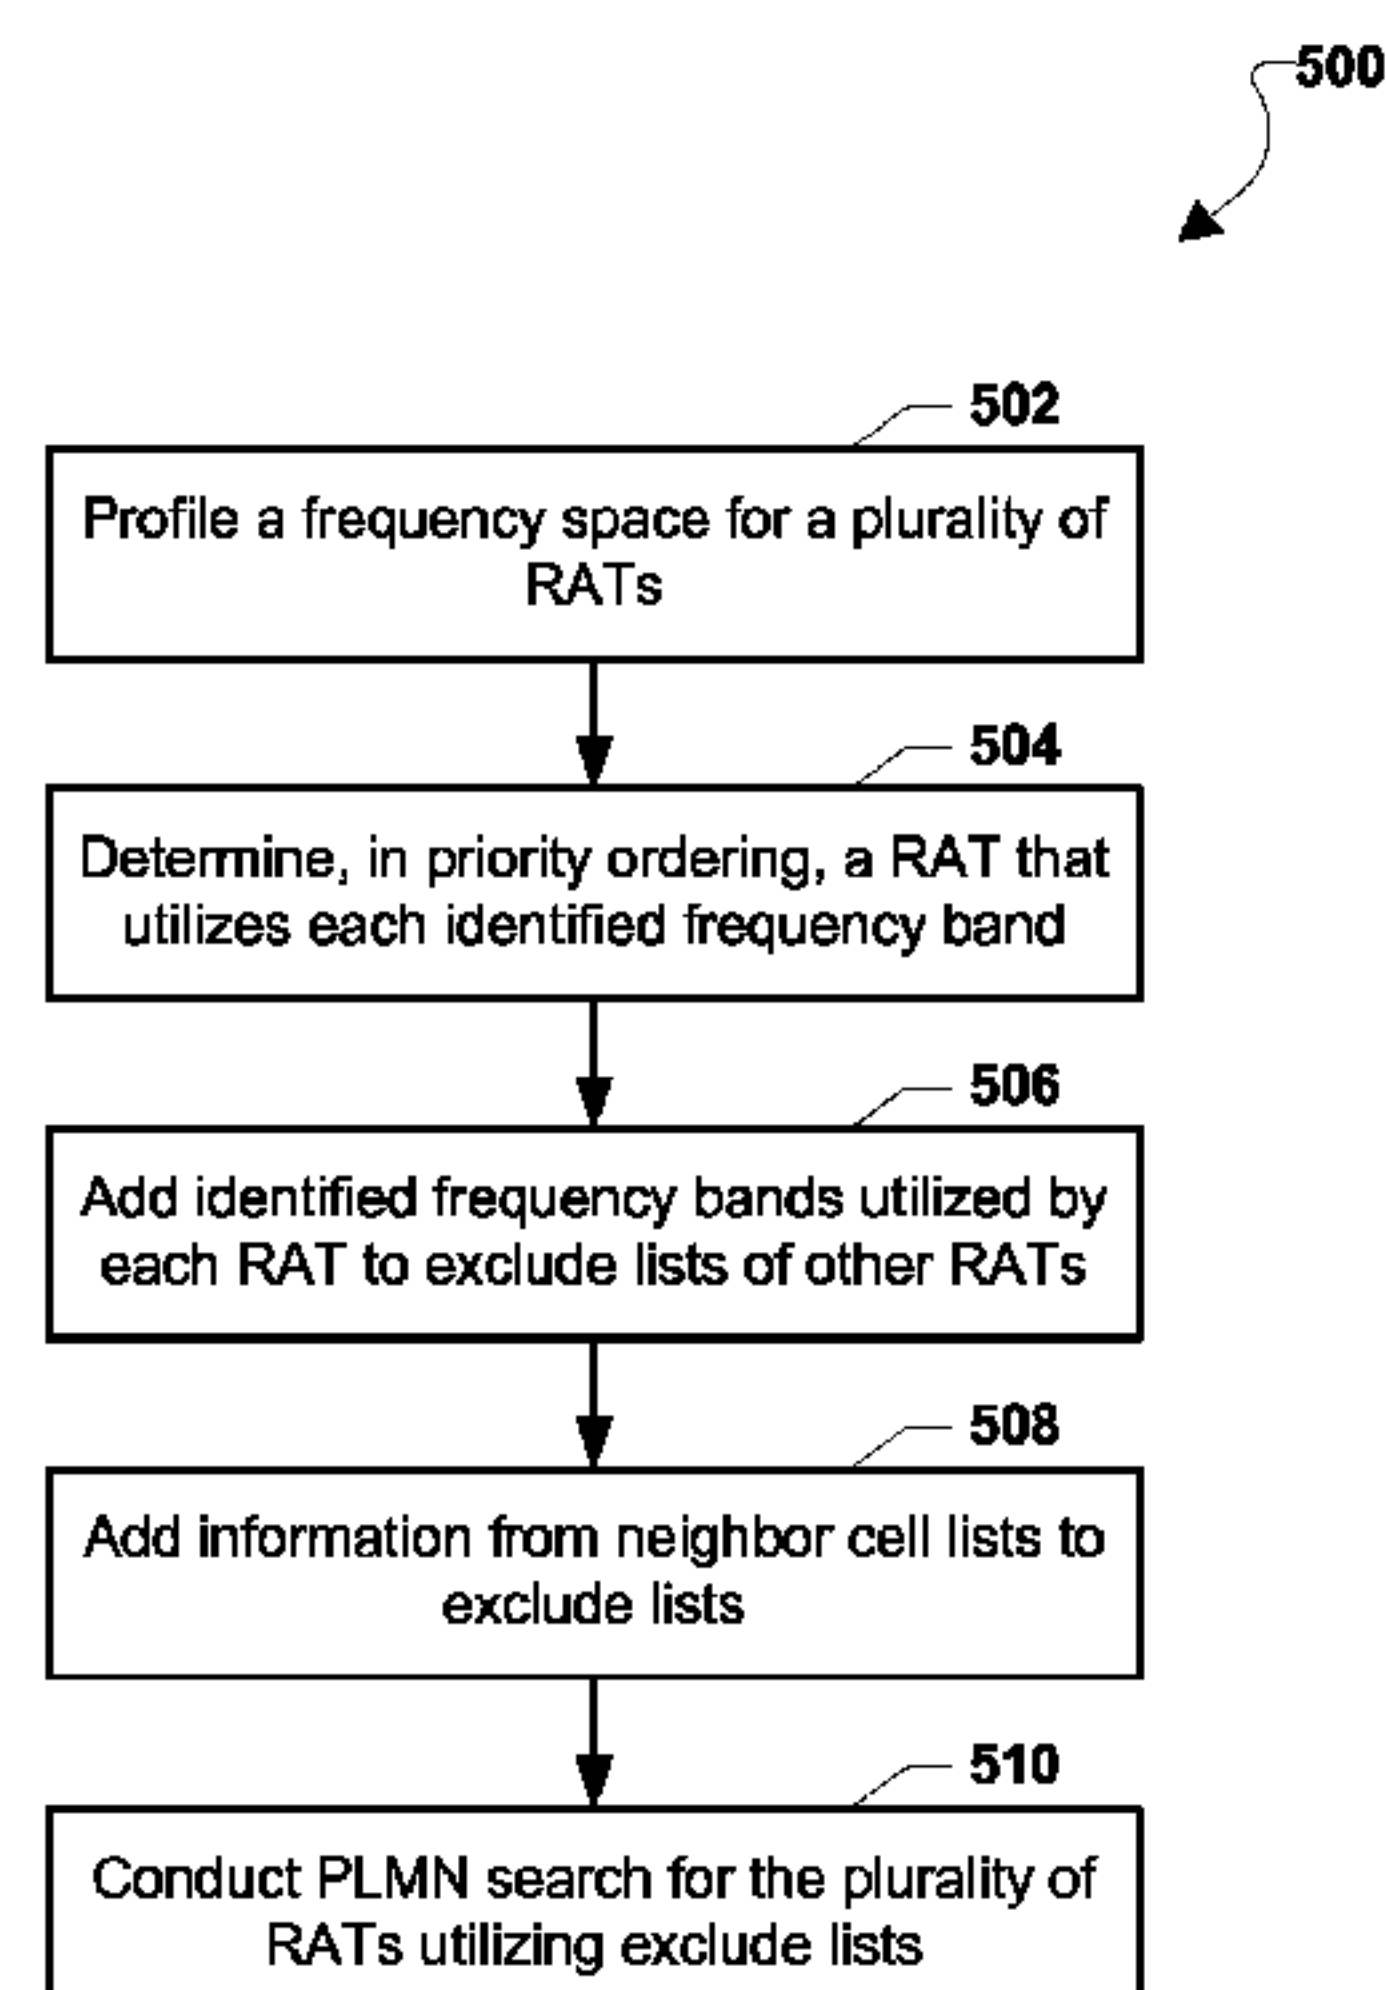 500
502
Profile a frequency space for a plurality of
RATs
504
Determine, in priority ordering, a RAT that
utilizes each identified frequency band
506
Add identified frequency bands utilized by
each RAT to exclude lists of other RATs
508
Add information from neighbor cell lists to
exclude lists
510
Conduct PLMN search for the plurality of
RATs utilizing exclude lists